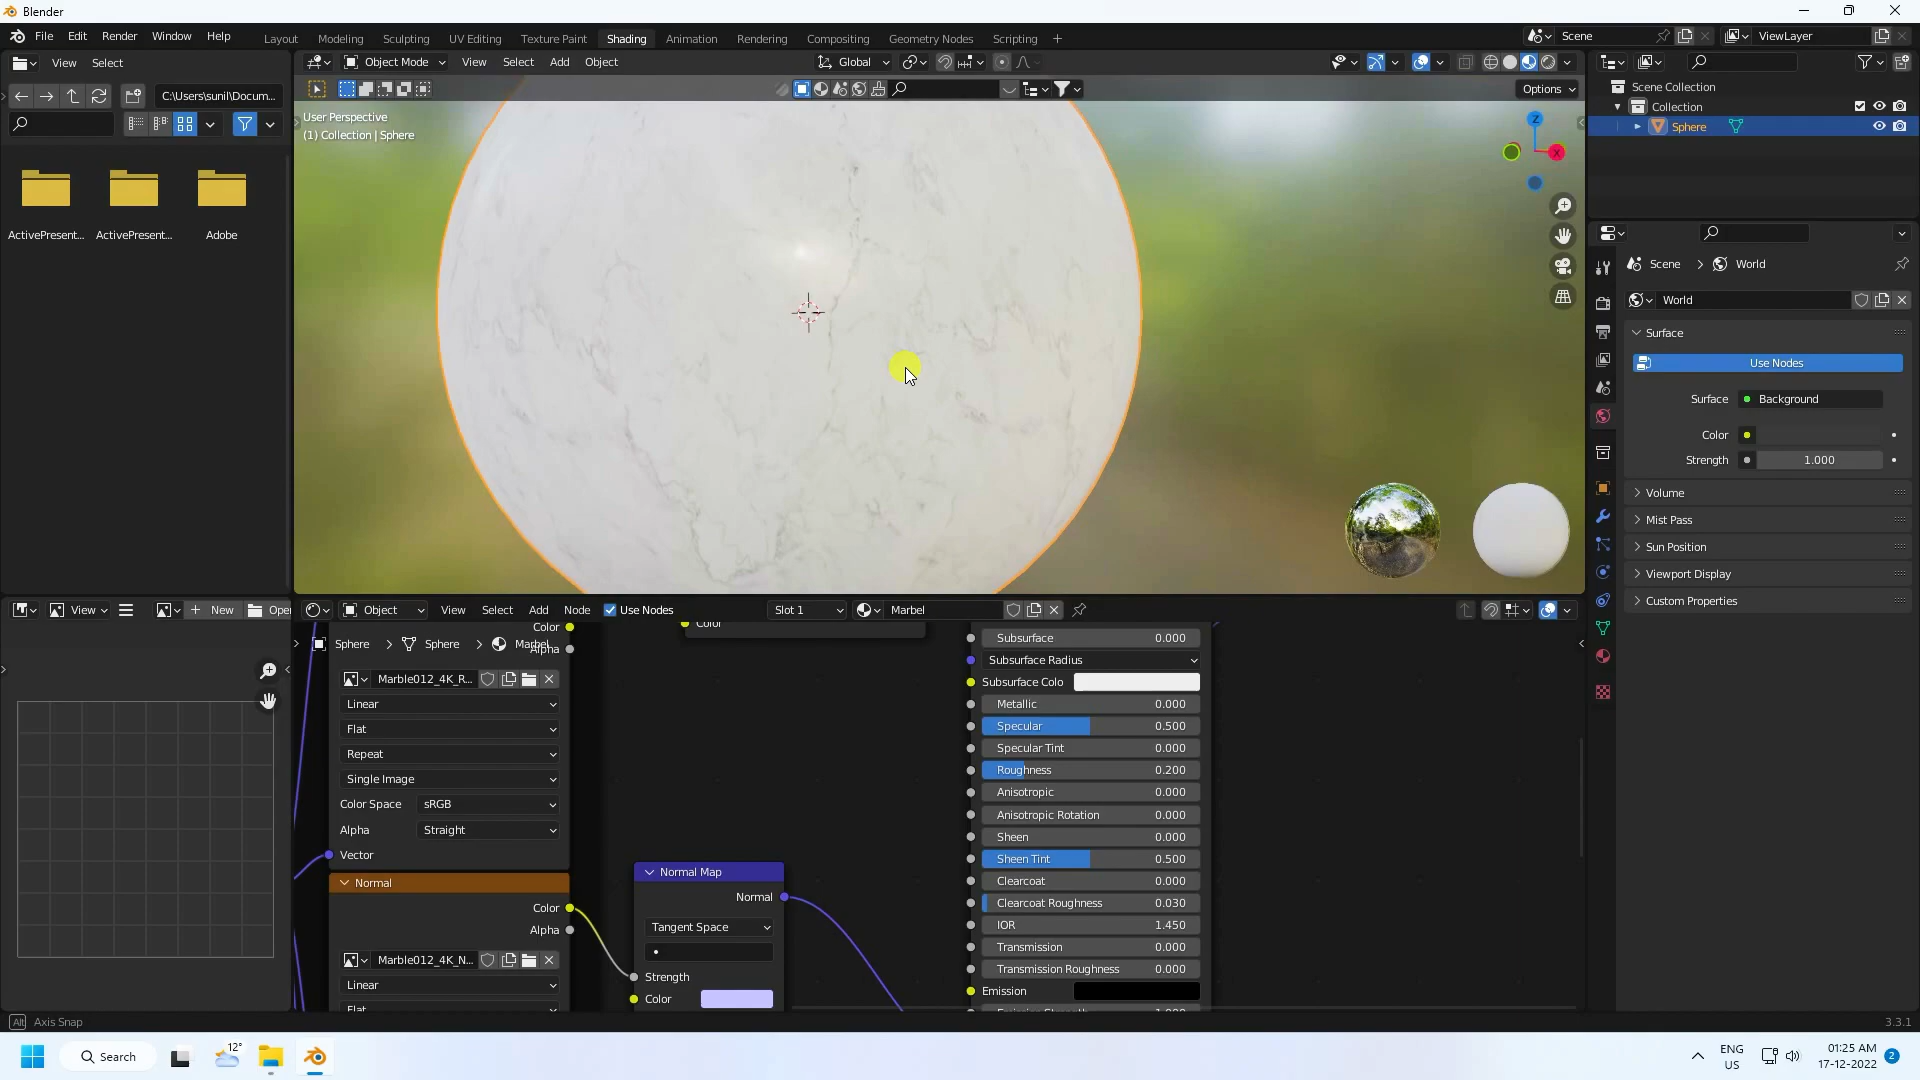 Blender
File Edit Render Window Help
Layout Modeling Sculpting UV Editing Texture Paint Shading Animation Rendering Compositing Geometry Nodes Scripting +
Scene
ViewLayer
View Select
Object Mode View Select Add Object
Global
C:\Users\sunil\Docum...
Options
ActivePresent... ActivePresent... Adobe
User Perspective
(1) Collection | Sphere
Z
X
Scene Collection
Collection
Sphere
Scene > World
World
Surface
Use Nodes
Surface Background
Color
Strength 1.000
Volume
Mist Pass
Sun Position
Viewport Display
Custom Properties
View
+ New
Open
Object View Select Add Node Use Nodes
Slot 1
Marbel
Color
Alpha
Sphere > Sphere > Marbel
Marble012_4K_R...
Linear
Flat
Repeat
Single Image
Color Space sRGB
Alpha Straight
Vector
Normal
Color
Alpha
Marble012_4K_N...
Linear
Flat
Color
Normal Map
Normal
Tangent Space
Strength
Color
Subsurface 0.000
Subsurface Radius
Subsurface Colo
Metallic 0.000
Specular 0.500
Specular Tint 0.000
Roughness 0.200
Anisotropic 0.000
Anisotropic Rotation 0.000
Sheen 0.000
Sheen Tint 0.500
Clearcoat 0.000
Clearcoat Roughness 0.030
IOR 1.450
Transmission 0.000
Transmission Roughness 0.000
Emission
Emission Strength 1.000
Alt Axis Snap
3.3.1
Search
12°
ENG
US
01:25 AM
17-12-2022
2